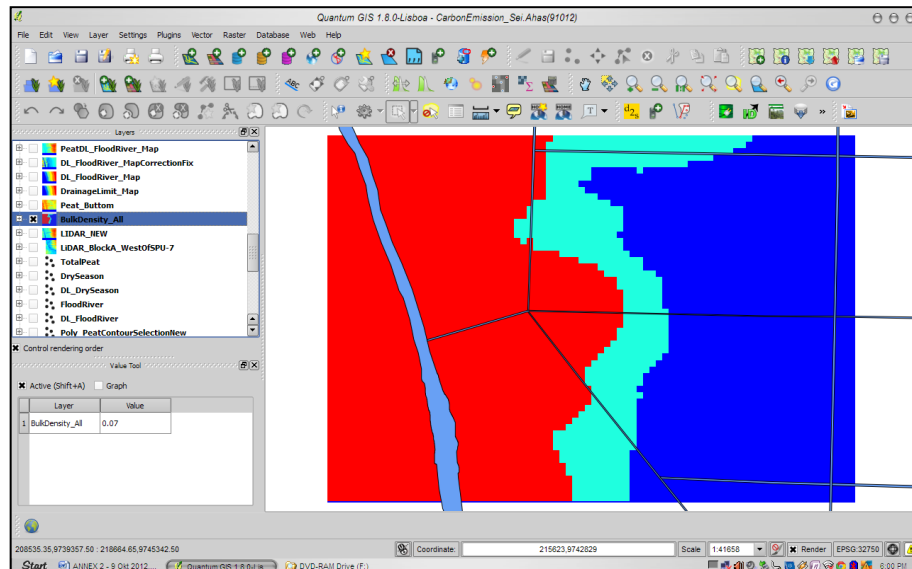 Quantum GIS 1.8.0-Lisboa - CarbonEmission_Sei.Ahas(91012)
File Edit View Layer Settings Plugins Vector Raster Database Web Help
Layers
PeatDL_FloodRiver_Map
DL_FloodRiver_MapCorrectionFix
DL_FloodRiver_Map
DrainageLimit_Map
Peat_Buttom
BulkDensity_All
LIDAR_NEW
LiDAR_BlockA_WestOfSPU-7
TotalPeat
DrySeason
DL_DrySeason
FloodRiver
DL_FloodRiver
Poly_PeatContourSelectionNew
Control rendering order
Value Tool
Active (Shift+A) Graph
Layer Value
1 BulkDensity_All 0.07
208535.35,9739357.50 : 218664.65,9745342.50 Coordinate: 215623,9742829 Scale 1:41658 Render EPSG:32750
Start ANNEX 2 - 9 Okt 2012.... Quantum GIS 1.8.0-Lis... DVD-RAM Drive (F:) 6:00 PM